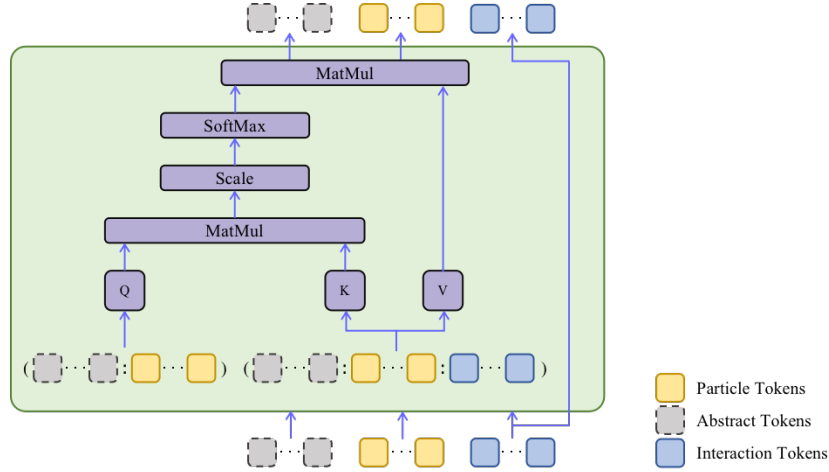 MatMul
SoftMax
Scale
MatMul
Q
K
V
( ··· : ··· )
( ··· : ··· : ··· )
Particle Tokens
Abstract Tokens
Interaction Tokens